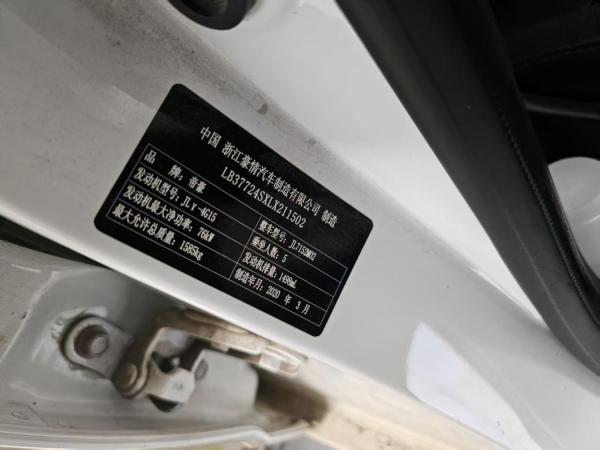 中国 浙江豪情汽车制造有限公司 制造
LB37724SXLX211502
品 牌：帝豪 整车型号：JL7152M32
发动机型号：JLY-4G15 乘坐人数：5
发动机最大净功率：76kW 发动机排量：1498mL
最大允许总质量：1585kg 制造年月：2020 年 3 月